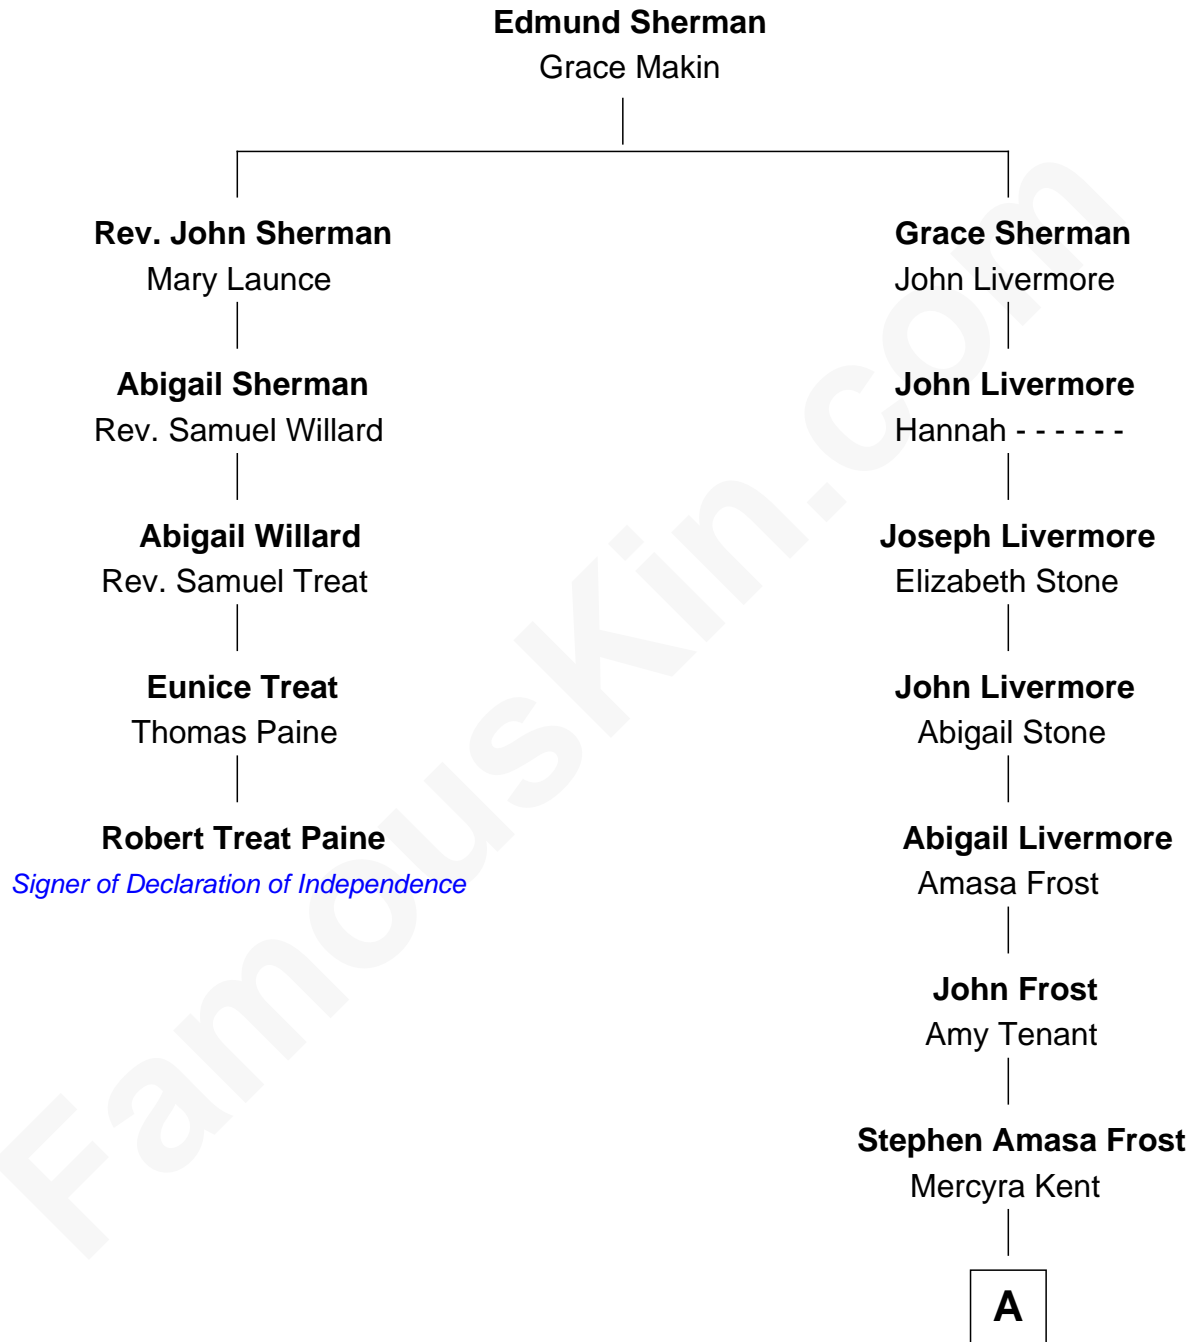 Edmund Sherman
Grace Makin
Rev. John Sherman
Mary Launce
Abigail Sherman
Rev. Samuel Willard
Abigail Willard
Rev. Samuel Treat
Eunice Treat
Thomas Paine
Robert Treat Paine
Signer of Declaration of Independence
Grace Sherman
John Livermore
John Livermore
Hannah - - - - - -
Joseph Livermore
Elizabeth Stone
John Livermore
Abigail Stone
Abigail Livermore
Amasa Frost
John Frost
Amy Tenant
Stephen Amasa Frost
Mercyra Kent
A
FamousKin.com